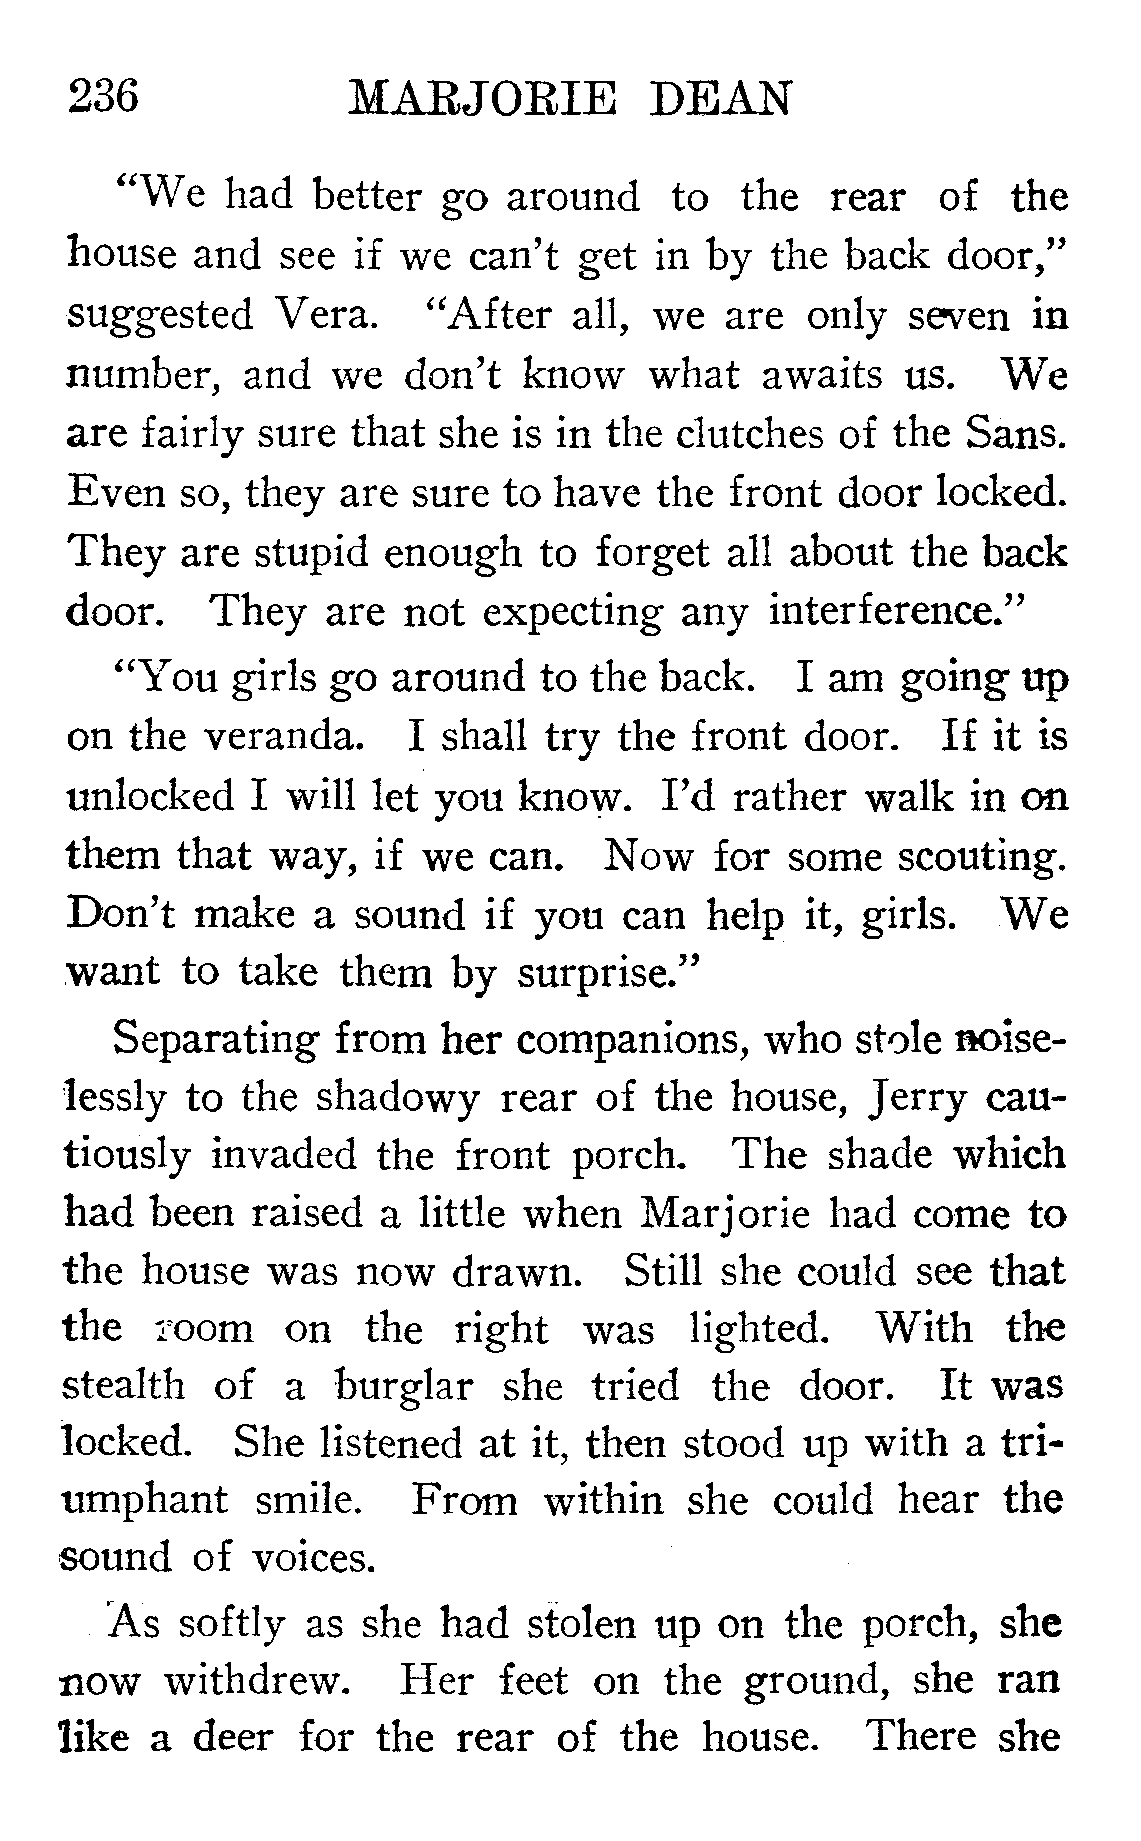 236 MARJORIE DEAN
“We had better go around to the rear of the
house and see if we can’t get in by the back door,”
suggested Vera. “After all, we are only seven in
number, and we don’t know what awaits us. We
are fairly sure that she is in the clutches of the Sans.
Even so, they are sure to have the front door locked.
They are stupid enough to forget all about the back
door. They are not expecting any interference.”
“You girls go around to the back. I am going up
on the veranda. I shall try the front door. If it is
unlocked I will let you know. I’d rather walk in on
them that way, if we can. Now for some scouting.
Don’t make a sound if you can help it, girls. We
want to take them by surprise.”
Separating from her companions, who stole noise-
lessly to the shadowy rear of the house, Jerry cau-
tiously invaded the front porch. The shade which
had been raised a little when Marjorie had come to
the house was now drawn. Still she could see that
the room on the right was lighted. With the
stealth of a burglar she tried the door. It was
locked. She listened at it, then stood up with a tri-
umphant smile. From within she could hear the
sound of voices.
As softly as she had stolen up on the porch, she
now withdrew. Her feet on the ground, she ran
like a deer for the rear of the house. There she